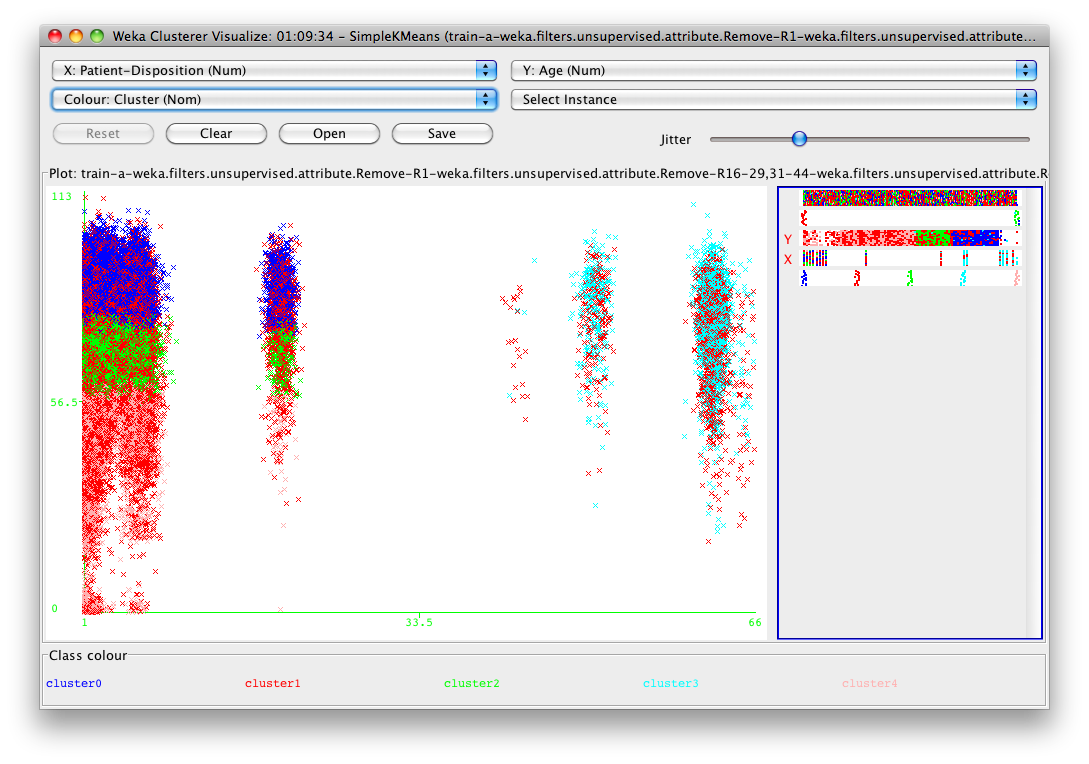 Weka Clusterer Visualize: 01:09:34 – SimpleKMeans (train-a-weka.filters.unsupervised.attribute.Remove-R1-weka.filters.unsupervised.attribute...
X: Patient-Disposition (Num) Y: Age (Num)
Colour: Cluster (Nom) Select Instance
Reset Clear Open Save Jitter
Plot: train-a-weka.filters.unsupervised.attribute.Remove-R1-weka.filters.unsupervised.attribute.Remove-R16-29,31-44-weka.filters.unsupervised.attribute.R
113
Y
X
56.5
0
1 33.5 66
Class colour
cluster0 cluster1 cluster2 cluster3 cluster4